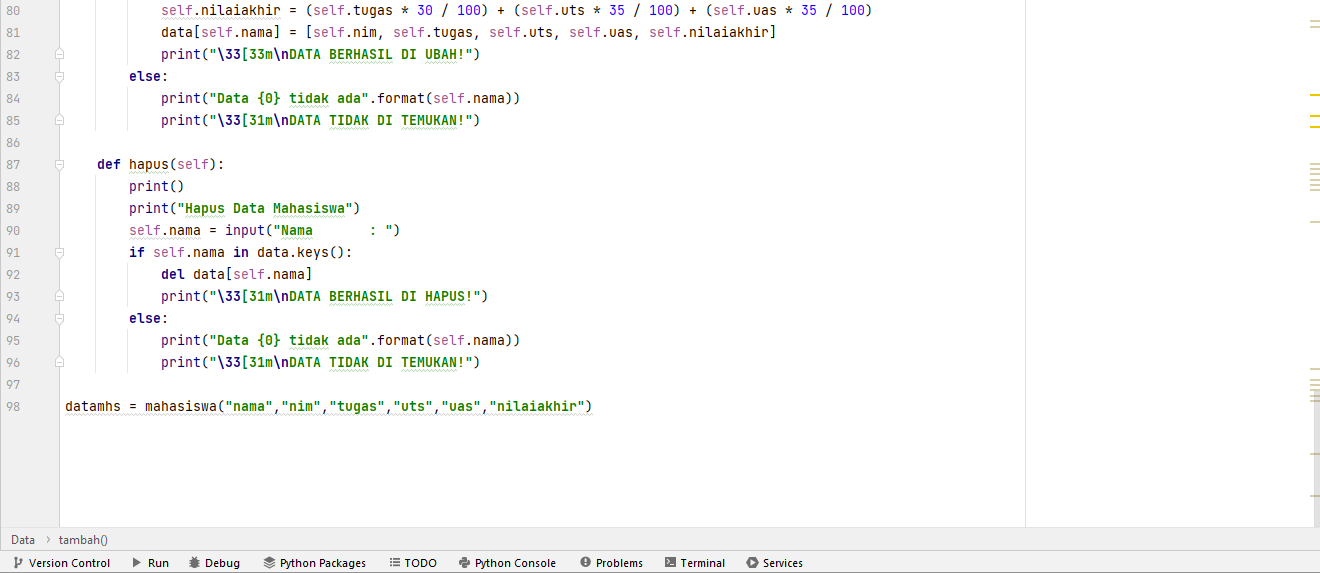 80 self.nilaiakhir = (self.tugas * 30 / 100) + (self.uts * 35 / 100) + (self.uas * 35 / 100)
81 data[self.nama] = [self.nim, self.tugas, self.uts, self.uas, self.nilaiakhir]
82 print("\33[33m\nDATA BERHASIL DI UBAH!")
83 else:
84 print("Data {0} tidak ada".format(self.nama))
85 print("\33[31m\nDATA TIDAK DI TEMUKAN!")
86
87 def hapus(self):
88 print()
89 print("Hapus Data Mahasiswa")
90 self.nama = input("Nama       : ")
91 if self.nama in data.keys():
92 del data[self.nama]
93 print("\33[31m\nDATA BERHASIL DI HAPUS!")
94 else:
95 print("Data {0} tidak ada".format(self.nama))
96 print("\33[31m\nDATA TIDAK DI TEMUKAN!")
97
98 datamhs = mahasiswa("nama","nim","tugas","uts","uas","nilaiakhir")
Data > tambah()
Version Control Run Debug Python Packages TODO Python Console Problems Terminal Services